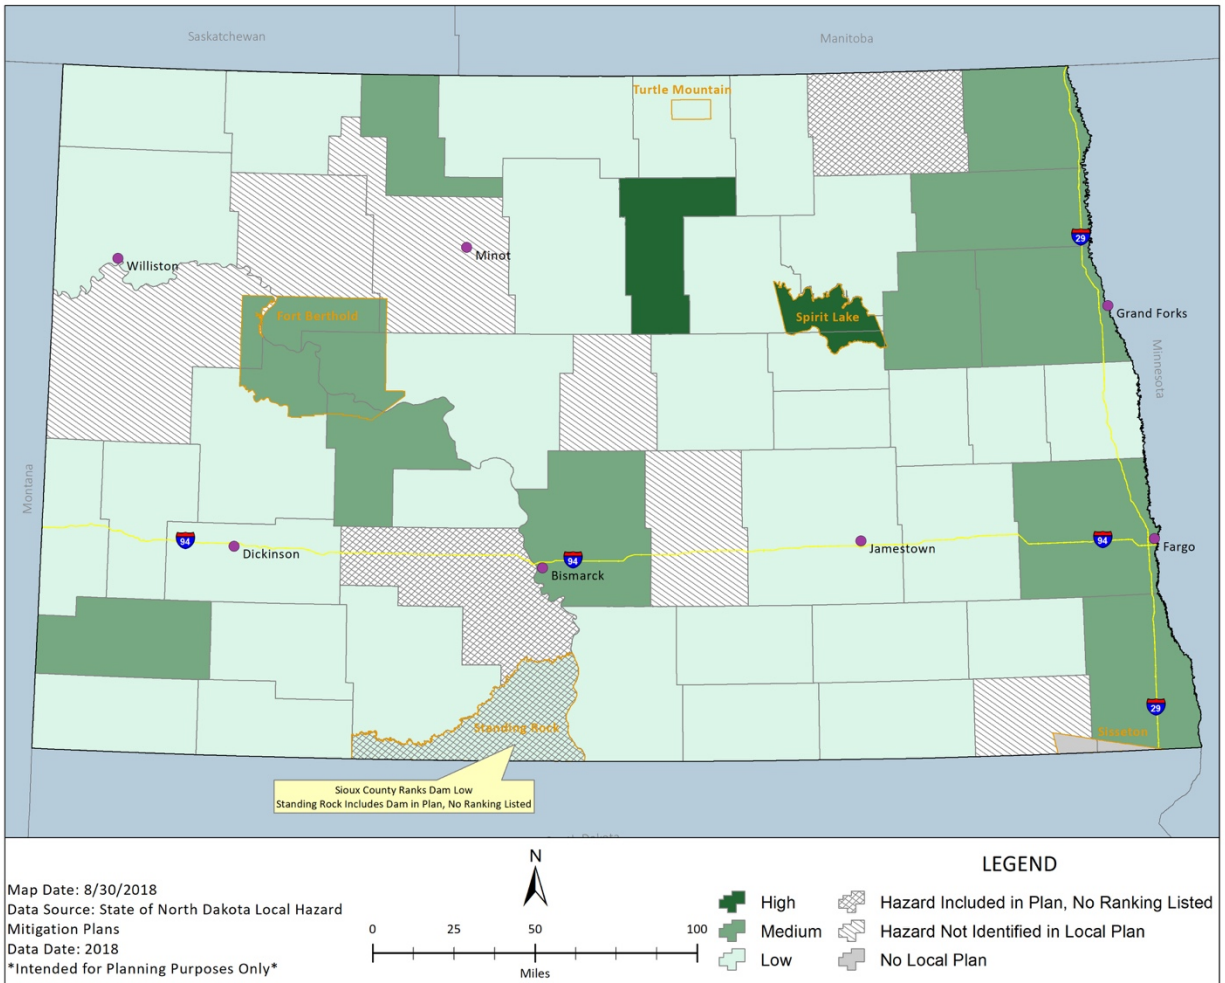 Saskatchewan
Manitoba
Turtle Mountain
29
Williston
Minot
Fort Berthold
Spirit Lake
Grand Forks
Minnesota
Montana
94
Dickinson
94
Bismarck
Jamestown
94
Fargo
29
Standing Rock
Sisseton
Sioux County Ranks Dam Low
Standing Rock Includes Dam in Plan, No Ranking Listed
Map Date: 8/30/2018
Data Source: State of North Dakota Local Hazard
Mitigation Plans
Data Date: 2018
*Intended for Planning Purposes Only*
N
0 25 50 100
Miles
LEGEND
High
Medium
Low
Hazard Included in Plan, No Ranking Listed
Hazard Not Identified in Local Plan
No Local Plan